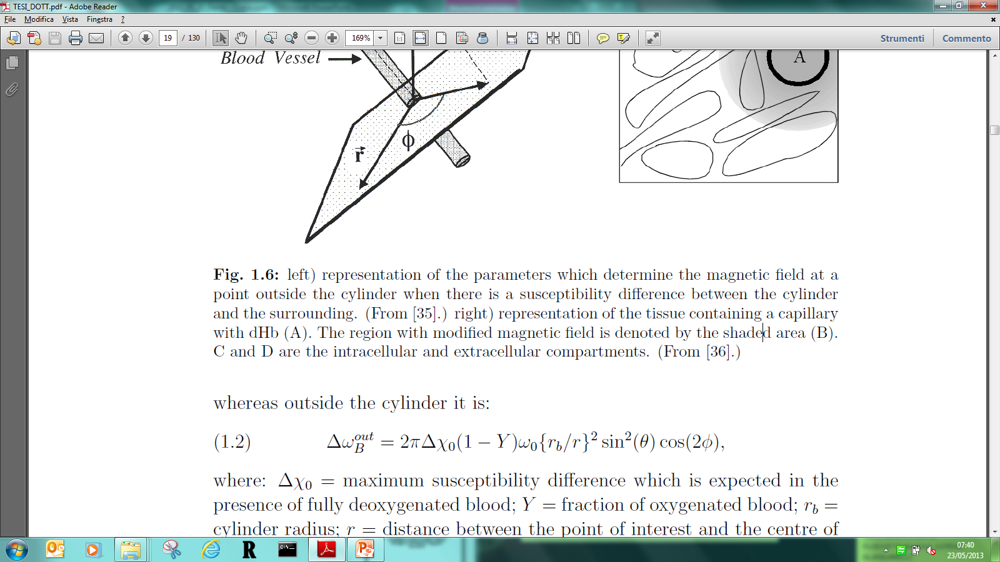 TESI_DOTT.pdf - Adobe Reader
File Modifica Vista Finestra ?
19 / 130
169%
Strumenti Commento
Blood Vessel
A
ϕ
r⃗
Fig. 1.6: left) representation of the parameters which determine the magnetic field at a
point outside the cylinder when there is a susceptibility difference between the cylinder
and the surrounding. (From [35].) right) representation of the tissue containing a capillary
with dHb (A). The region with modified magnetic field is denoted by the shaded area (B).
C and D are the intracellular and extracellular compartments. (From [36].)
whereas outside the cylinder it is:
(1.2) Δω_B^{out} = 2πΔχ₀(1 − Y)ω₀{r_b/r}² sin²(θ) cos(2ϕ),
where: Δχ₀ = maximum susceptibility difference which is expected in the
presence of fully deoxygenated blood; Y = fraction of oxygenated blood; r_b =
cylinder radius; r = distance between the point of interest and the centre of
07:40
23/05/2013